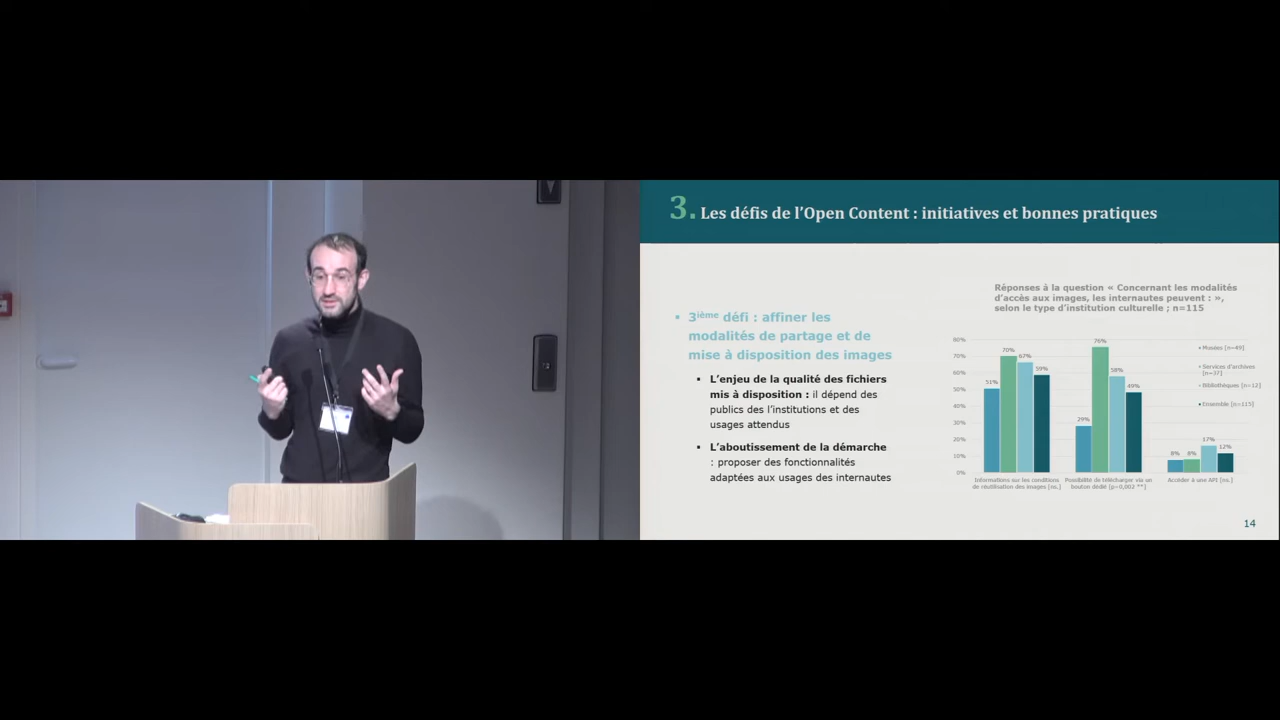 3. Les défis de l'Open Content : initiatives et bonnes pratiques
3ième défi : affiner les
modalités de partage et de
mise à disposition des images
L'enjeu de la qualité des fichiers
mis à disposition : il dépend des
publics des l'institutions et des
usages attendus
L'aboutissement de la démarche
: proposer des fonctionnalités
adaptées aux usages des internautes
Réponses à la question « Concernant les modalités
d'accès aux images, les internautes peuvent : »,
selon le type d'institution culturelle ; n=115
80%
70%
60%
50%
40%
30%
20%
10%
0%
51%
70%
67%
59%
29%
76%
58%
49%
8%
8%
17%
12%
Informations sur les conditions
de réutilisation des images [ns.]
Possibilité de télécharger via un
bouton dédié [p=0,002 **]
Accéder à une API [ns.]
Musées [n=49]
Services d'archives
[n=37]
Bibliothèques [n=12]
Ensemble [n=115]
14